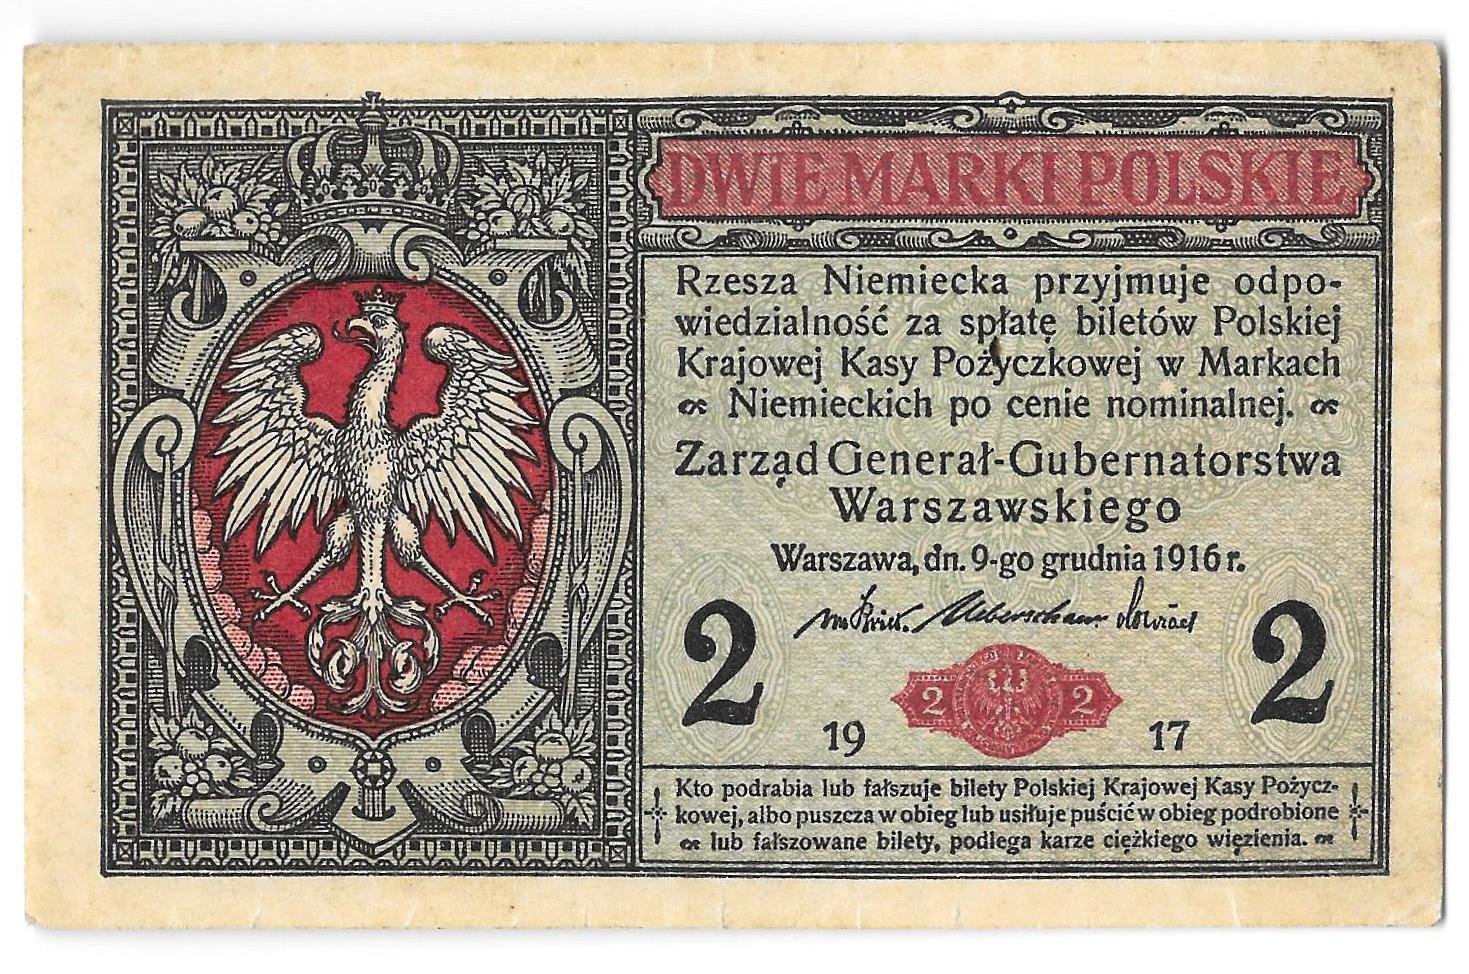 DWIE MARKI POLSKIE
Rzesza Niemiecka przyjmuje odpo-
wiedzialność za spłatę biletów Polskiej
Krajowej Kasy Pożyczkowej w Markach
Niemieckich po cenie nominalnej.
Zarząd Generał-Gubernatorstwa
Warszawskiego
Warszawa, dn. 9-go grudnia 1916 r.
2 2
2 2
19 17
Kto podrabia lub fałszuje bilety Polskiej Krajowej Kasy Pożycz-
kowej, albo puszcza w obieg lub usiłuje puścić w obieg podrobione
lub fałszowane bilety, podlega karze ciężkiego więzienia.